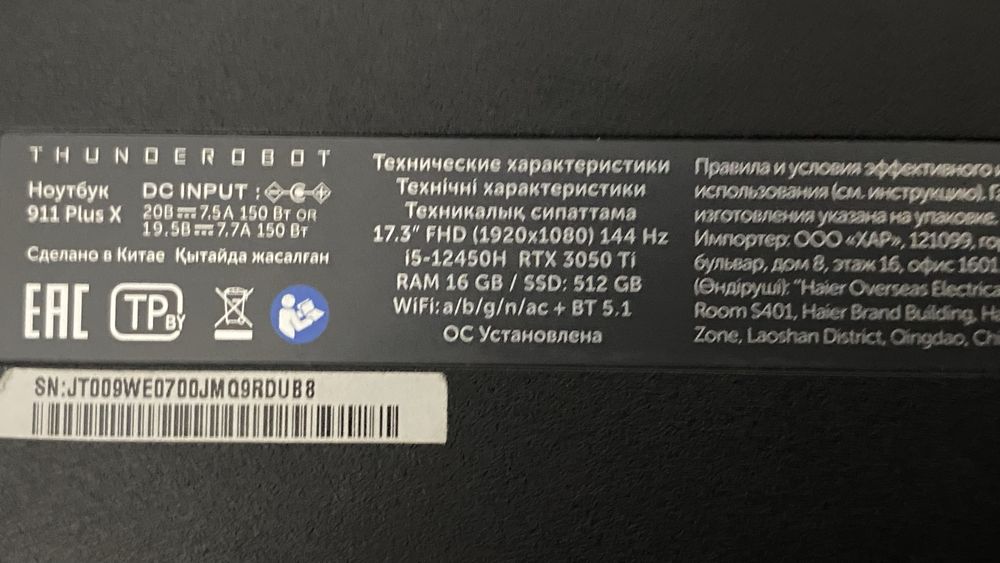 THUNDEROBOT
Ноутбук
911 Plus X
DC INPUT :
20В 7,5А 150 Вт OR
19.5В 7,7А 150 Вт
Сделано в Китае Қытайда жасалған
EAC
TP BY
SN:JT009WE0700JMQ9RDUB8
Технические характеристики
Технічні характеристики
Техникалық сипаттама
17.3" FHD (1920x1080) 144 Hz
i5-12450H RTX 3050 Ti
RAM 16 GB / SSD: 512 GB
WiFi: a/b/g/n/ac + BT 5.1
ОС Установлена
Правила и условия эффективного
использования (см. инструкцию).
изготовления указана на упаковке.
Импортер: ООО «ХАР», 121099,
бульвар, дом 8, этаж 16, офис 1601
(Өндіруші): "Haier Overseas
Room S401, Haier Brand Building,
Zone, Laoshan District, Qingdao,